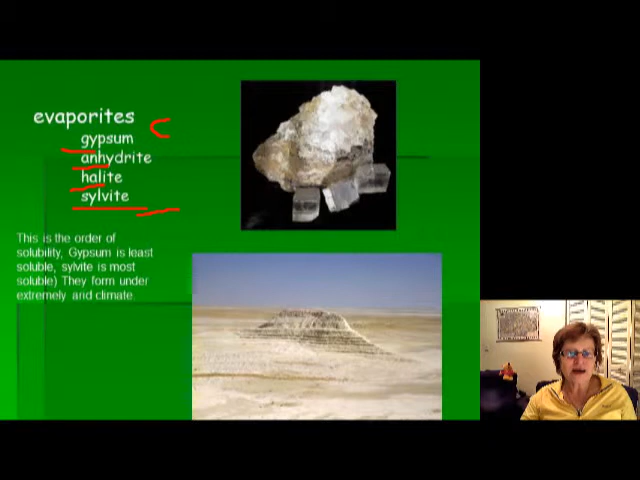 evaporites
gypsum
anhydrite
halite
sylvite
This is the order of
solubility, Gypsum is least
soluble, sylvite is most
soluble) They form under
extremely arid climate.